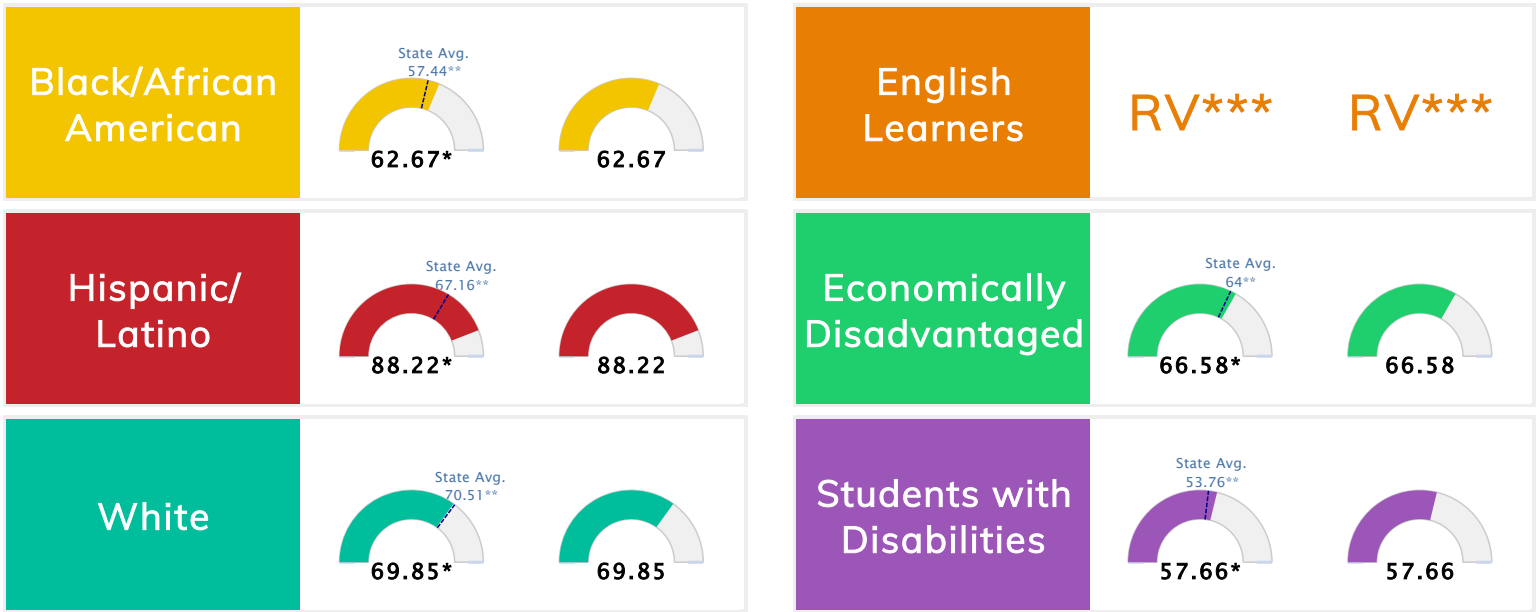 Black/African
American
State Avg.
57.44**
62.67*
62.67
English
Learners
RV***
RV***
Hispanic/
Latino
State Avg.
67.16**
88.22*
88.22
Economically
Disadvantaged
State Avg.
64**
66.58*
66.58
White
State Avg.
70.51**
69.85*
69.85
Students with
Disabilities
State Avg.
53.76**
57.66*
57.66